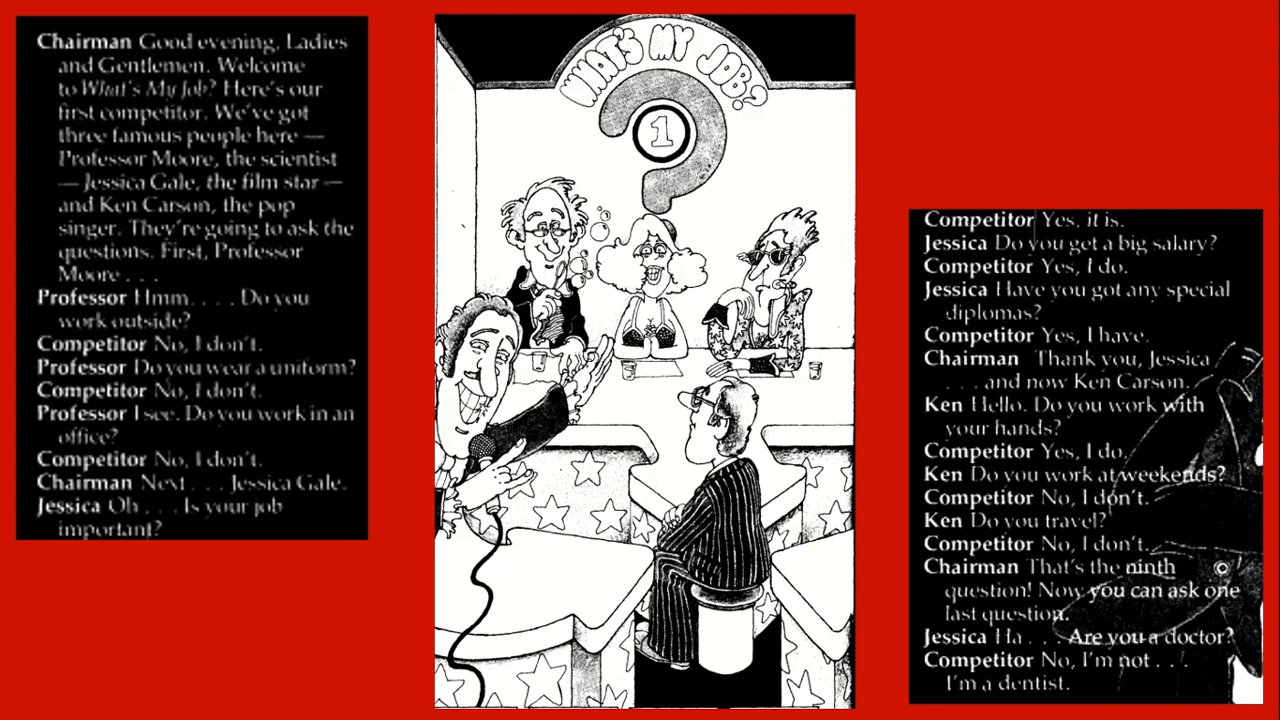 Chairman Good evening, Ladies
and Gentlemen. Welcome
to What's My Job? Here's our
first competitor. We've got
three famous people here —
Professor Moore, the scientist
— Jessica Gale, the film star —
and Ken Carson, the pop
singer. They're going to ask the
questions. First, Professor
Moore . . .
Professor Hmm. . . . Do you
work outside?
Competitor No, I don't.
Professor Do you wear a uniform?
Competitor No, I don't.
Professor I see. Do you work in an
office?
Competitor No, I don't.
Chairman Next . . . Jessica Gale.
Jessica Oh . . . Is your job
important?
WHAT'S MY JOB?
1
Competitor Yes, it is.
Jessica Do you get a big salary?
Competitor Yes, I do.
Jessica Have you got any special
diplomas?
Competitor Yes, I have.
Chairman Thank you, Jessica
. . . and now Ken Carson.
Ken Hello. Do you work with
your hands?
Competitor Yes, I do.
Ken Do you work at weekends?
Competitor No, I don't.
Ken Do you travel?
Competitor No, I don't.
Chairman That's the ninth
©
question! Now you can ask one
last question.
Jessica Ha . . . Are you a doctor?
Competitor No, I'm not . . .
I'm a dentist.